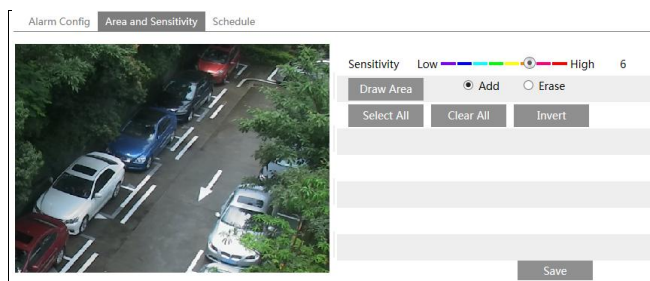 Alarm Config Area and Sensitivity Schedule
Sensitivity Low High 6
Draw Area Add Erase
Select All Clear All Invert
Save